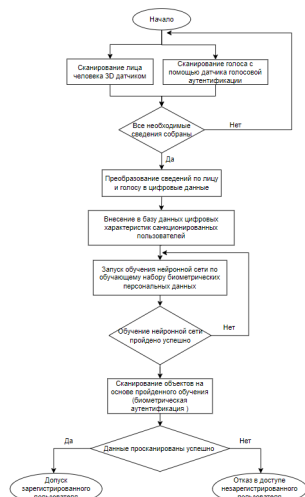 Начало
Сканирование лица
человека 3D датчиком
Сканирование голоса с
помощью датчика голосовой
аутентификации
Все необходимые
сведения собраны
Нет
Да
Преобразование сведений по лицу
и голосу в цифровые данные
Внесение в базу данных цифровых
характеристик санкционированных
пользователей
Запуск обучения нейронной сети по
обучающему набору биометрических
персональных данных
Обучение нейронной сети
пройдено успешно
Нет
Сканирование объектов на
основе пройденного обучения
(биометрическая
аутентификация )
Да
Данные просканированы успешно
Нет
Допуск
зарегистрированного
пользователя
Отказ в доступе
незарегистрированного
пользователя